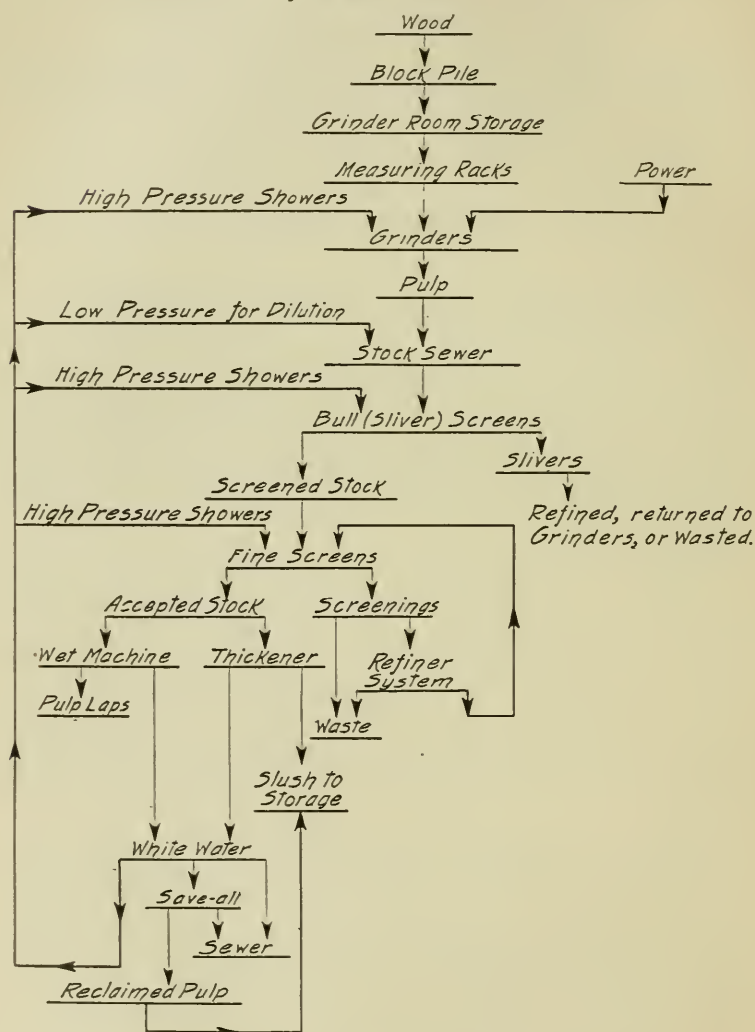 Wood
Block Pile
Grinder Room Storage
Measuring Racks
Power
High Pressure Showers
Grinders
Pulp
Low Pressure for Dilution
Stock Sewer
High Pressure Showers
Bull (Sliver) Screens
Slivers
Screened Stock
High Pressure Showers
Refined, returned to
Grinders, or Wasted.
Fine Screens
Accepted Stock
Screenings
Wet Machine
Thickener
Refiner
System
Pulp Laps
Waste
Slush to
Storage
White Water
Save-all
Sewer
Reclaimed Pulp